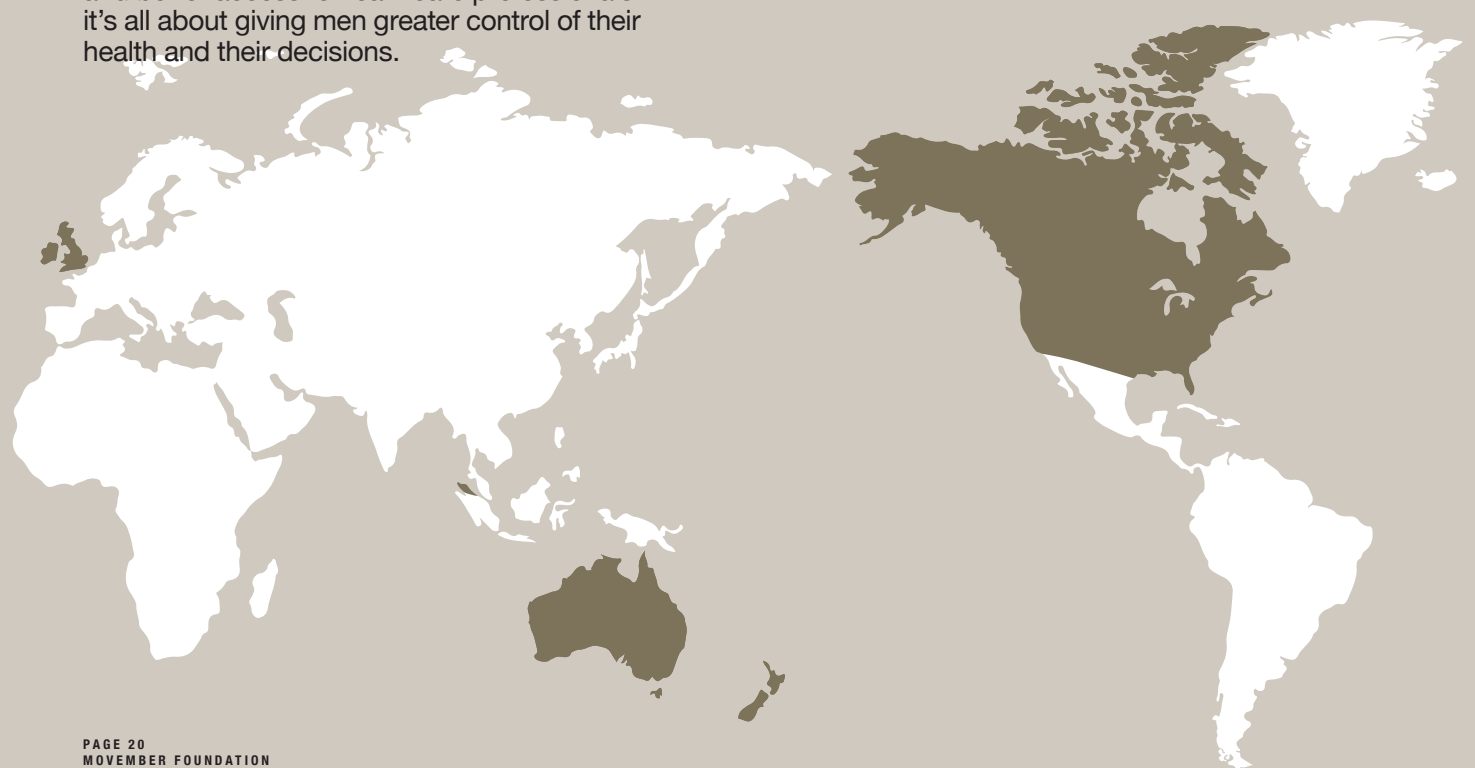 it's all about giving men greater control of their
health and their decisions.
PAGE 20
MOVEMBER FOUNDATION